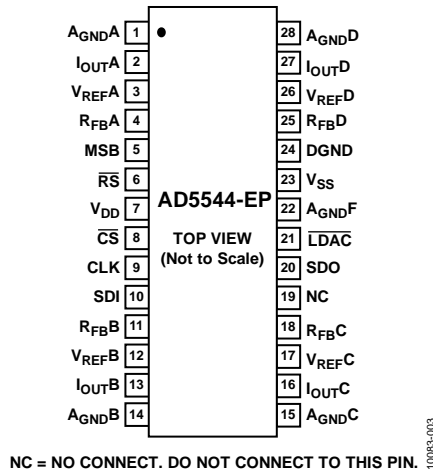 AGNDA 1 28 AGNDD
IOUTA 2 27 IOUTD
VREFA 3 26 VREFD
RFBA 4 25 RFBD
MSB 5 24 DGND
RS 6 23 VSS
VDD 7 AD5544-EP 22 AGNDF
CS 8 TOP VIEW 21 LDAC
(Not to Scale)
CLK 9 20 SDO
SDI 10 19 NC
RFBB 11 18 RFBC
VREFB 12 17 VREFC
IOUTB 13 16 IOUTC
AGNDB 14 15 AGNDC
NC = NO CONNECT. DO NOT CONNECT TO THIS PIN.
10083-003